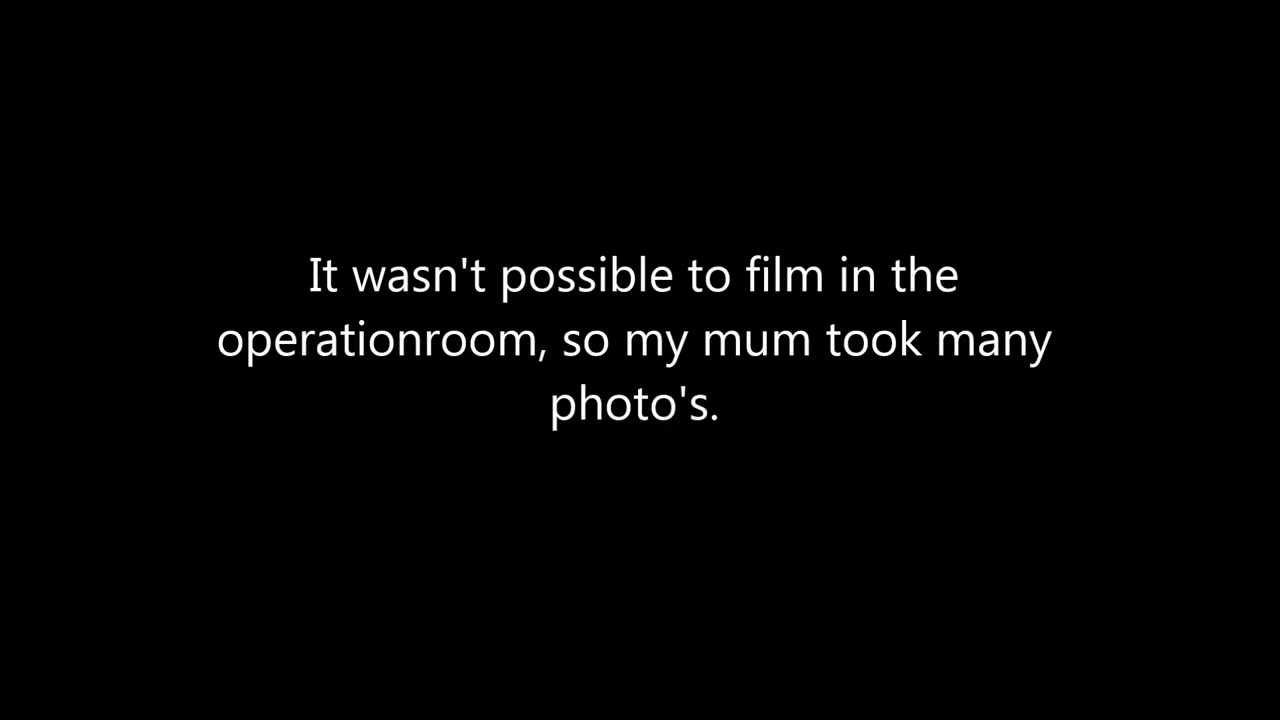 It wasn't possible to film in the
operationroom, so my mum took many
photo's.